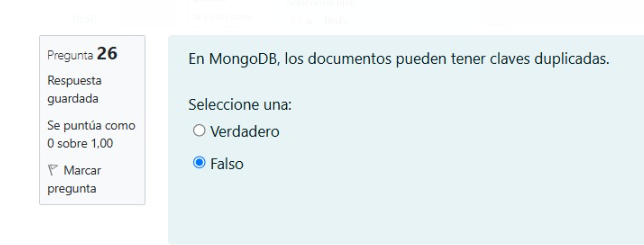 Pregunta 26
Respuesta
guardada
Se puntúa como
0 sobre 1,00
Marcar
pregunta
En MongoDB, los documentos pueden tener claves duplicadas.
Seleccione una:
Verdadero
Falso